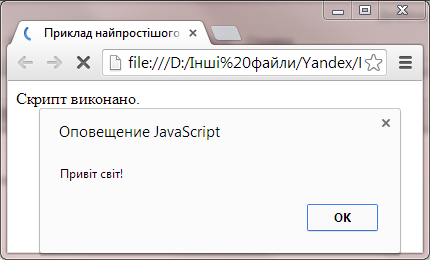 Приклад найпростішого
file:///D:/Інші%20файли/Yandex/
Скрипт виконано.
Оповещение JavaScript
Привіт світ!
OK